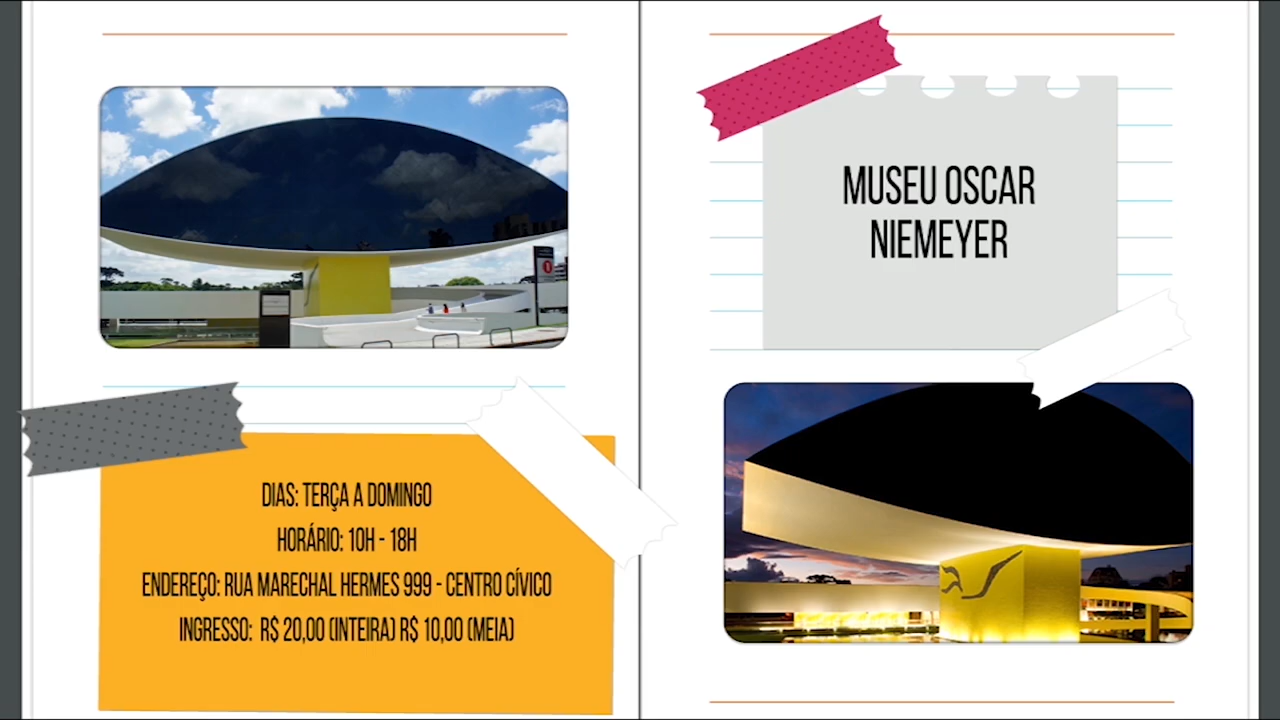 DIAS: TERÇA A DOMINGO
HORÁRIO: 10H - 18H
ENDEREÇO: RUA MARECHAL HERMES 999 - CENTRO CÍVICO
INGRESSO: R$ 20,00 (INTEIRA) R$ 10,00 (MEIA)
MUSEU OSCAR
NIEMEYER